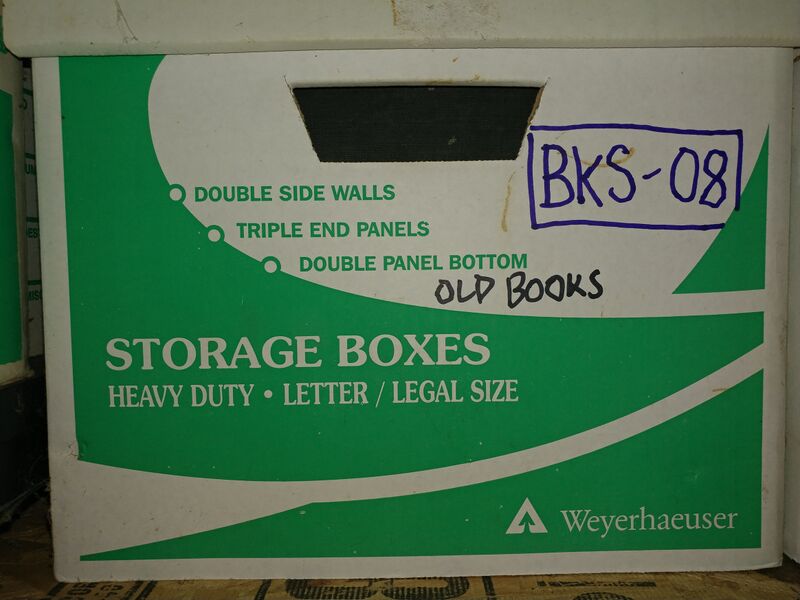 BKS-08
DOUBLE SIDE WALLS
TRIPLE END PANELS
DOUBLE PANEL BOTTOM
OLD BOOKS
STORAGE BOXES
HEAVY DUTY • LETTER / LEGAL SIZE
Weyerhaeuser